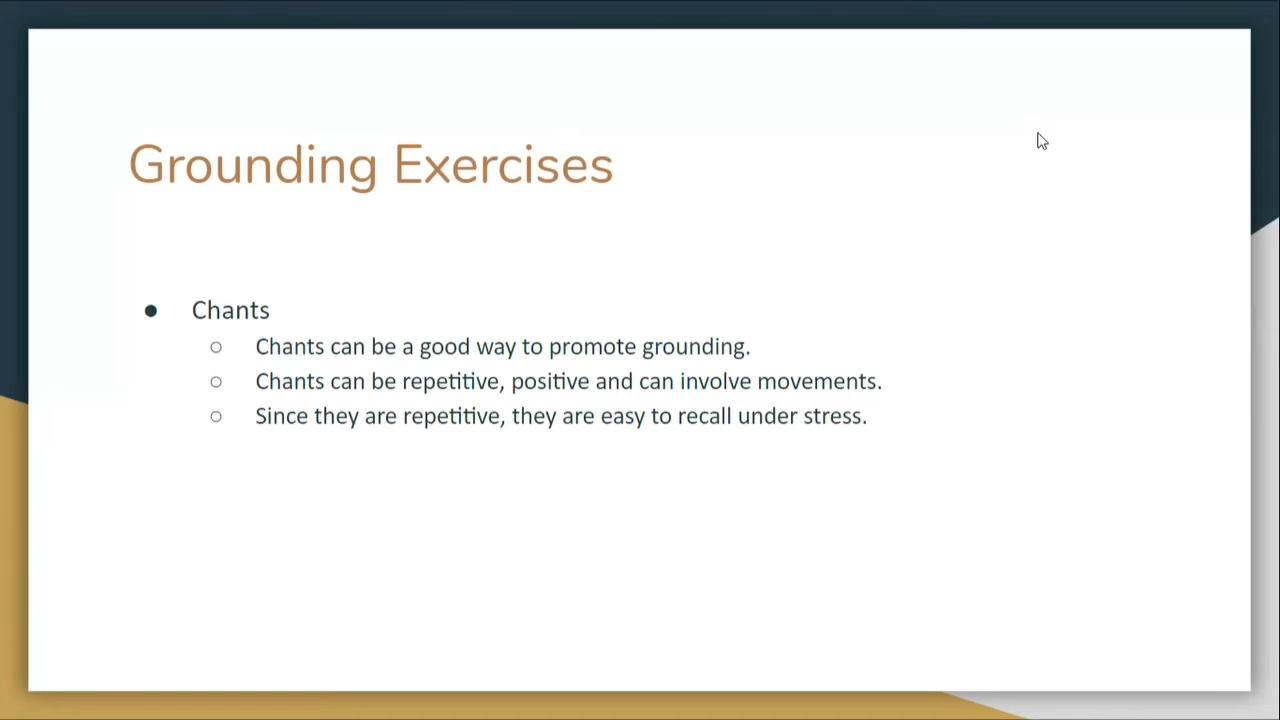 Grounding Exercises
● Chants
○ Chants can be a good way to promote grounding.
○ Chants can be repetitive, positive and can involve movements.
○ Since they are repetitive, they are easy to recall under stress.